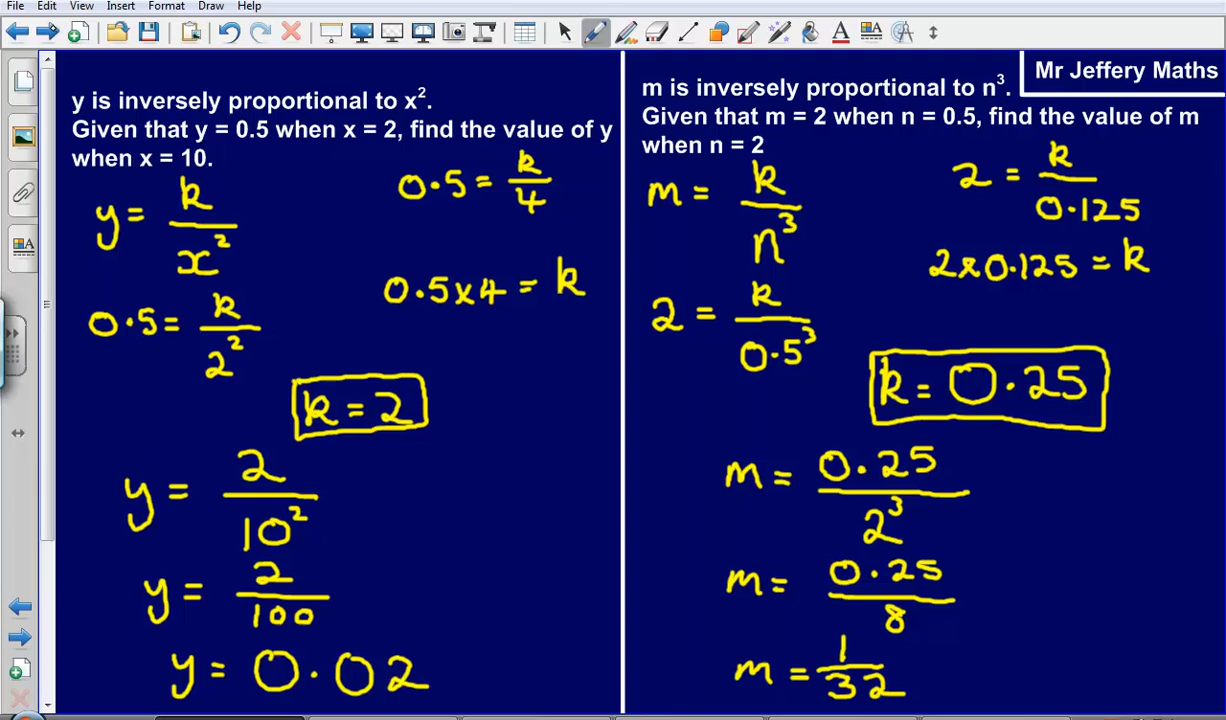 File Edit View Insert Format Draw Help
y is inversely proportional to x².
Given that y = 0.5 when x = 2, find the value of y
when x = 10.
y = k/x²
0.5 = k/2²
0.5 = k/4
0.5 x 4 = k
k = 2
y = 2/10²
y = 2/100
y = 0.02
Mr Jeffery Maths
m is inversely proportional to n³.
Given that m = 2 when n = 0.5, find the value of m
when n = 2
m = k/n³
2 = k/0.5³
2 = k/0.125
2 x 0.125 = k
k = 0.25
m = 0.25/2³
m = 0.25/8
m = 1/32